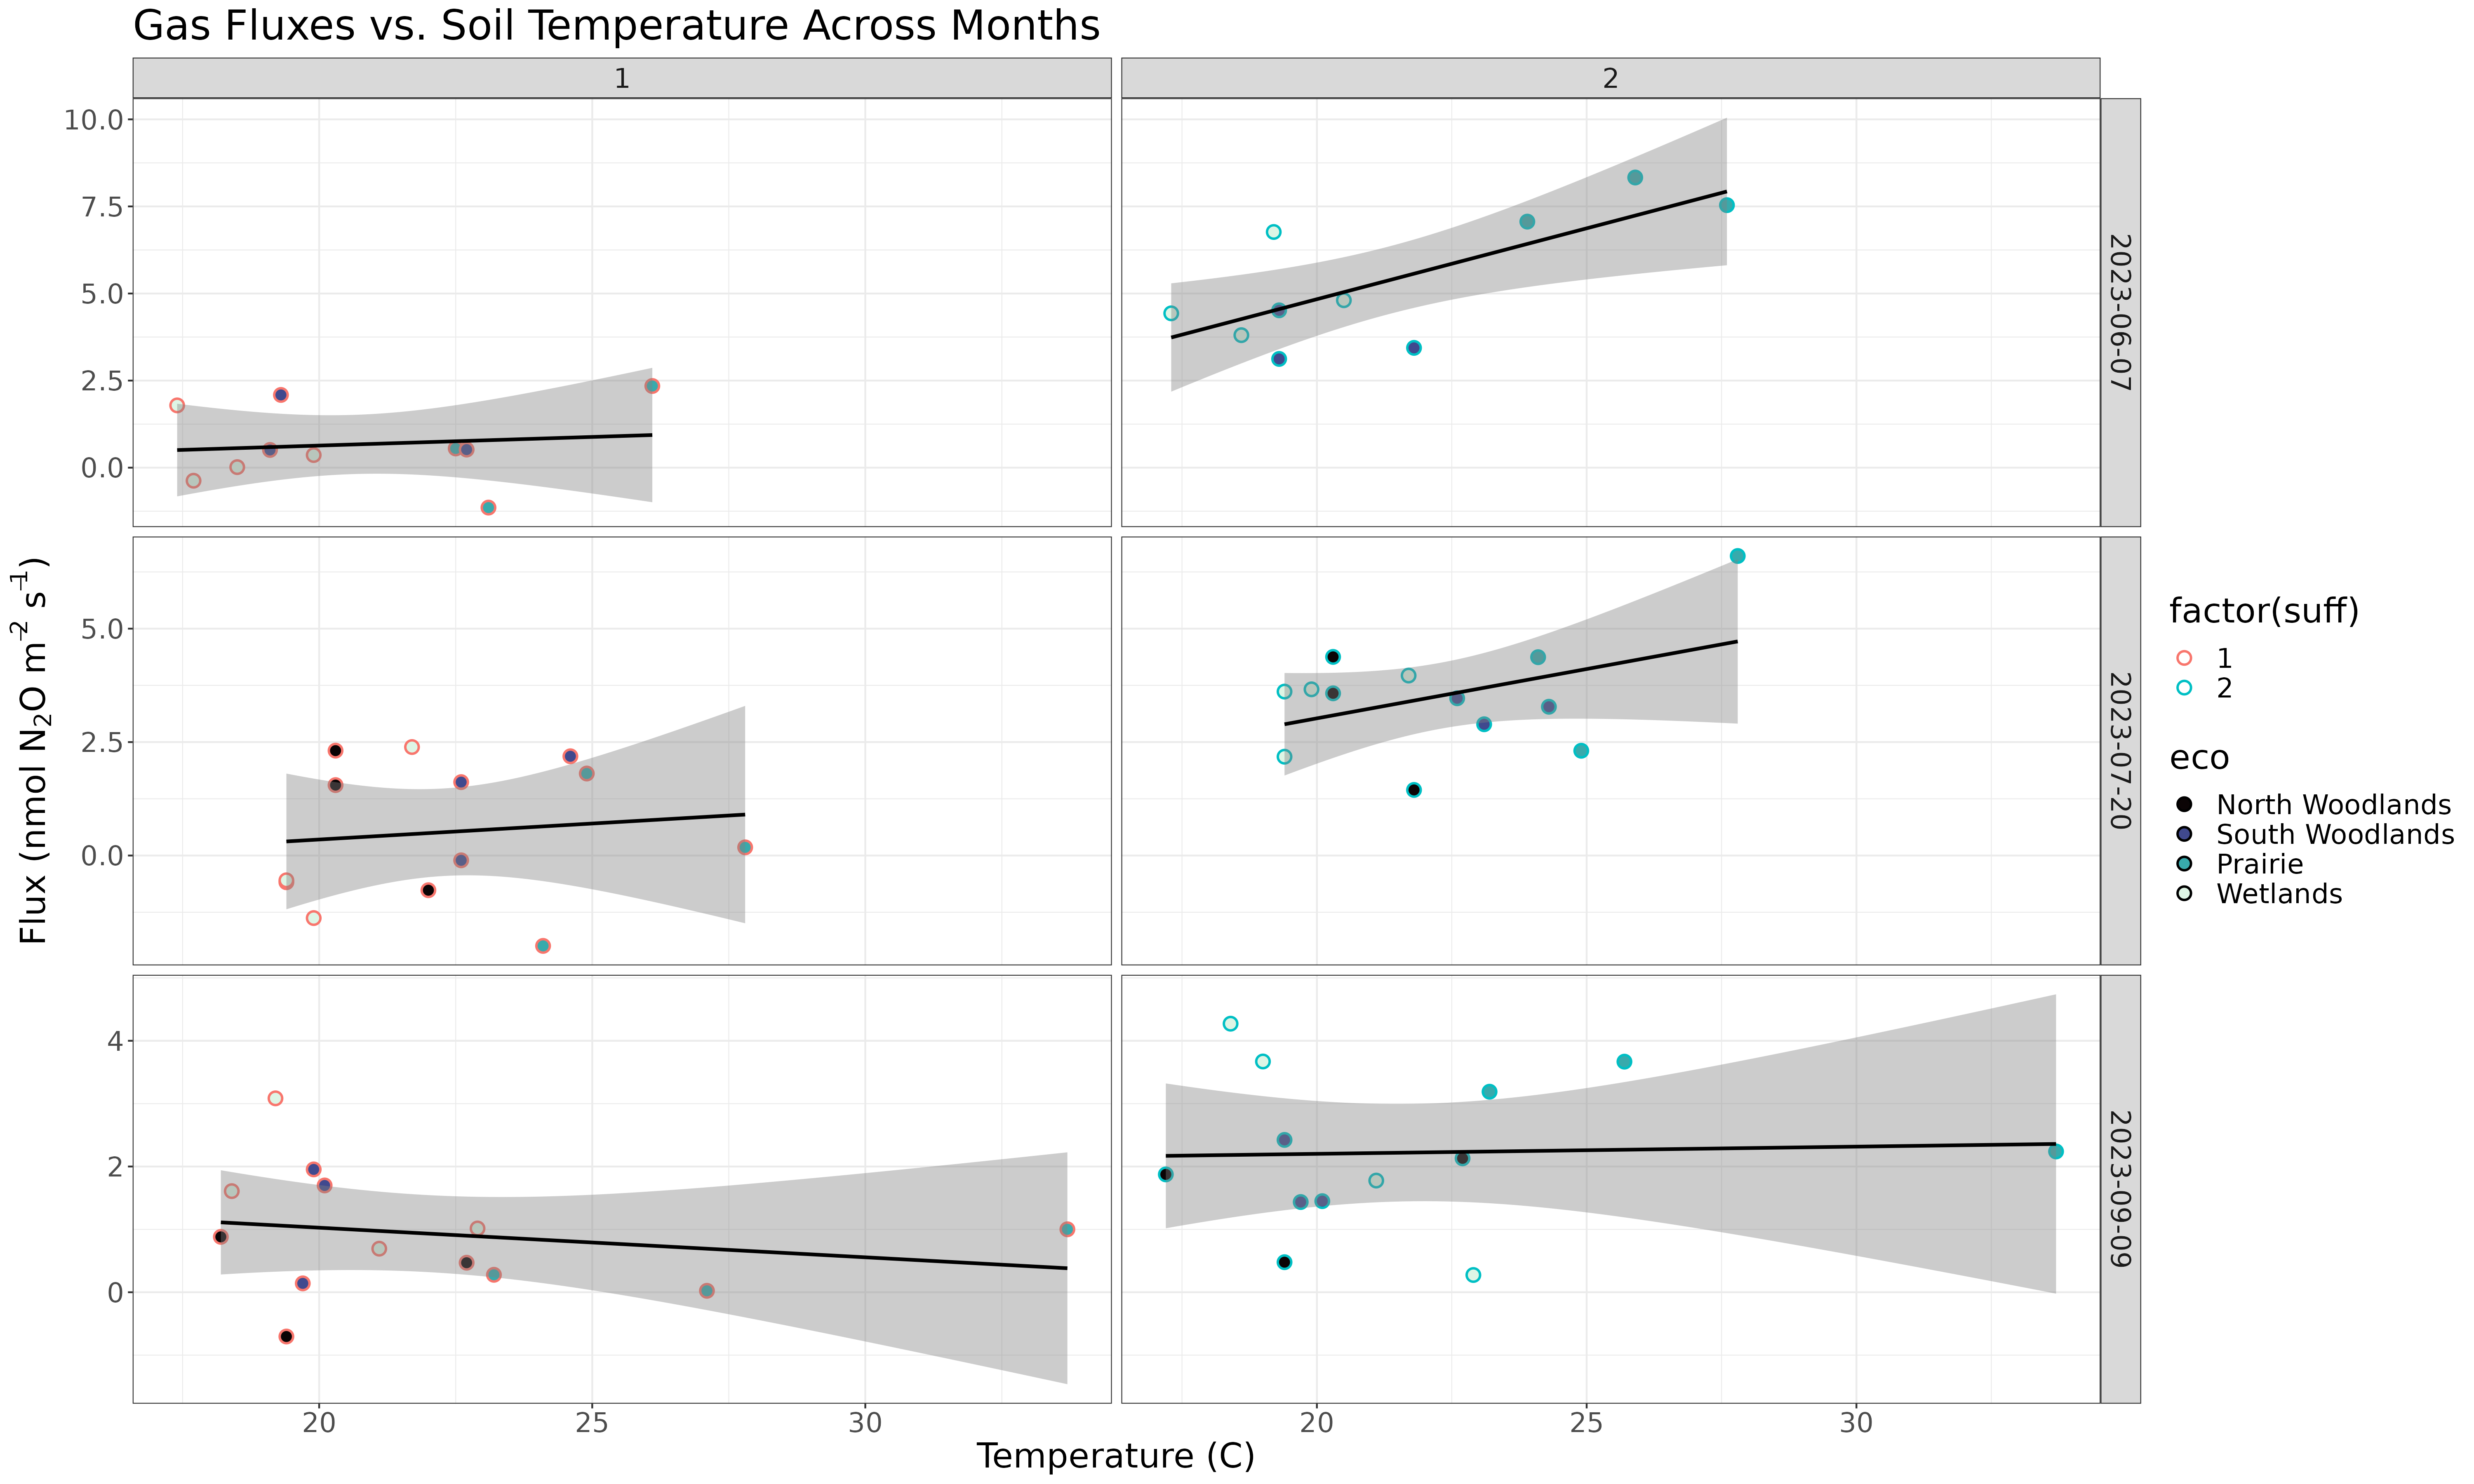 Gas Fluxes vs. Soil Temperature Across Months
1
2
10.0
7.5
5.0
2.5
0.0
2023-06-07
5.0
2.5
0.0
2023-07-20
4
2
0
2023-09-09
20
25
30
20
25
30
Temperature (C)
Flux (nmol N₂O m⁻² s⁻¹)
factor(suff)
1
2
eco
North Woodlands
South Woodlands
Prairie
Wetlands